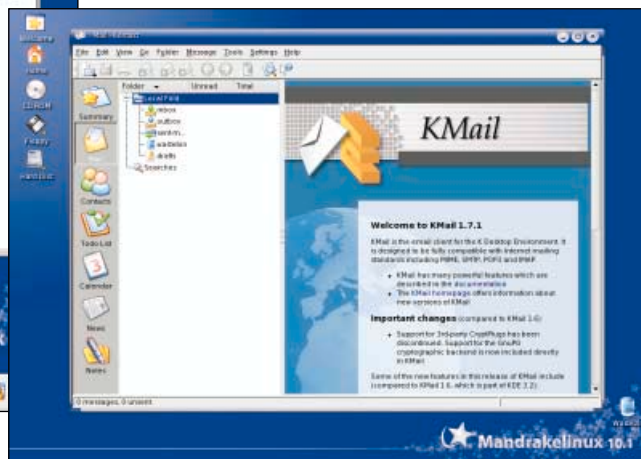 Welcome
Home
CD-ROM
Floppy
Hard Disc
File Edit View Go Folder Message Tools Settings Help
Folder Unread Total
Local Fold
inbox
outbox
sent-m...
wastebin
drafts
Searches
Summary
Contacts
Todo List
Calendar
News
Notes
KMail
Welcome to KMail 1.7.1
KMail is the email client for the K Desktop Environment. It
is designed to be fully compatible with Internet mailing
standards including MIME, SMTP, POP3 and IMAP.
• KMail has many powerful features which are
described in the documentation
• The KMail homepage offers information about
new versions of KMail
Important changes (compared to KMail 1.6)
• Support for 3rd-party CryptPlugs has been
discontinued. Support for the GnuPG
cryptographic backend is now included directly
in KMail.
Some of the new features in this release of KMail include
(compared to KMail 1.6, which is part of KDE 3.2):
0 messages, 0 unsent.
Mandrakelinux 10.1